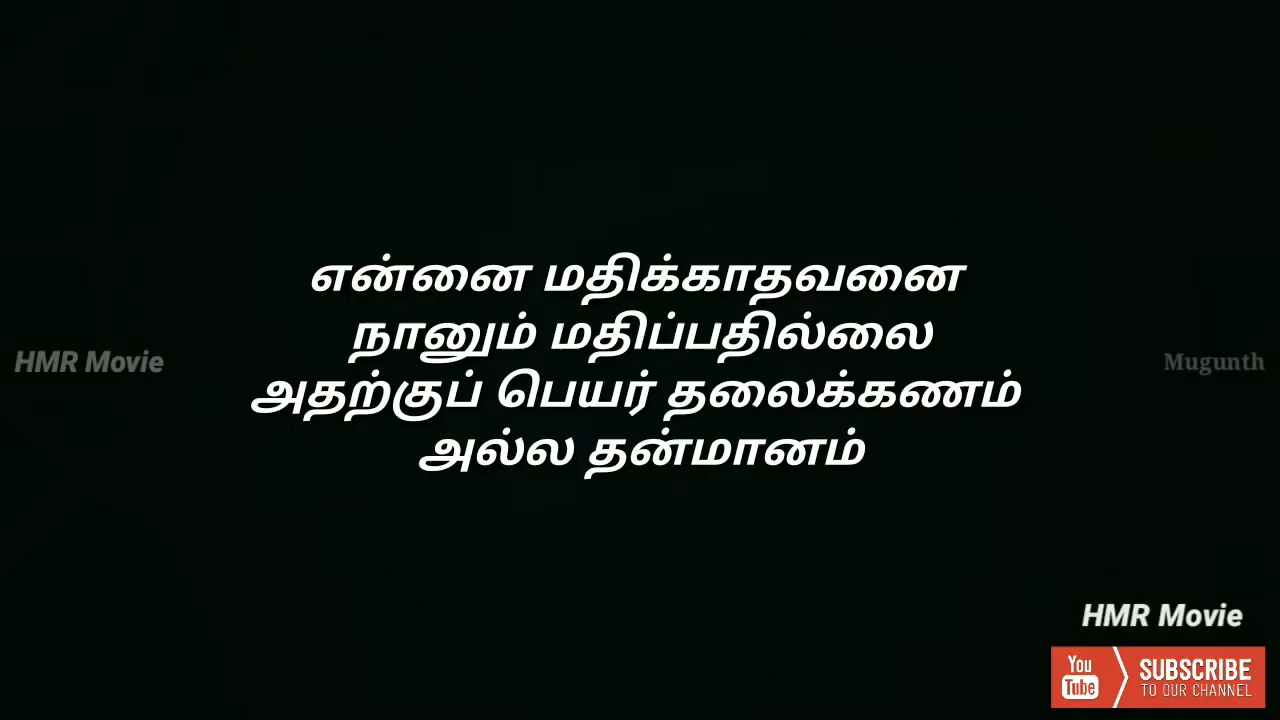 என்னை மதிக்காதவனை
நானும் மதிப்பதில்லை
அதற்குப் பெயர் தலைக்கணம்
அல்ல தன்மானம்
HMR Movie
Mugunth
HMR Movie
You Tube SUBSCRIBE
TO OUR CHANNEL